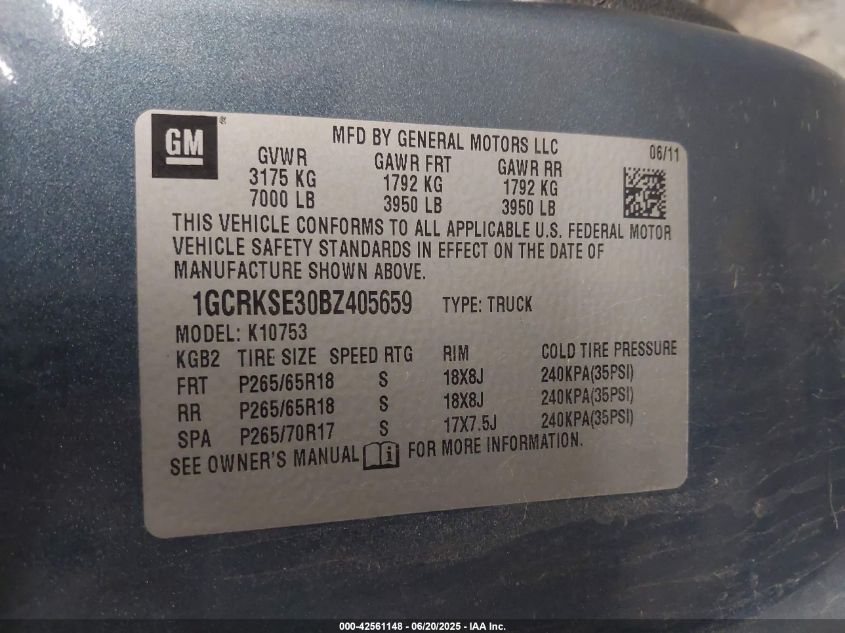 GM ®
MFD BY GENERAL MOTORS LLC
06/11
GVWR GAWR FRT GAWR RR
3175 KG 1792 KG 1792 KG
7000 LB 3950 LB 3950 LB
THIS VEHICLE CONFORMS TO ALL APPLICABLE U.S. FEDERAL MOTOR
VEHICLE SAFETY STANDARDS IN EFFECT ON THE DATE OF
MANUFACTURE SHOWN ABOVE.
1GCRKSE30BZ405659 TYPE: TRUCK
MODEL: K10753
KGB2 TIRE SIZE SPEED RTG RIM COLD TIRE PRESSURE
FRT P265/65R18 S 18X8J 240KPA(35PSI)
RR P265/65R18 S 18X8J 240KPA(35PSI)
SPA P265/70R17 S 17X7.5J 240KPA(35PSI)
SEE OWNER'S MANUAL i FOR MORE INFORMATION.
000-42561148 - 06/20/2025 - IAA Inc.